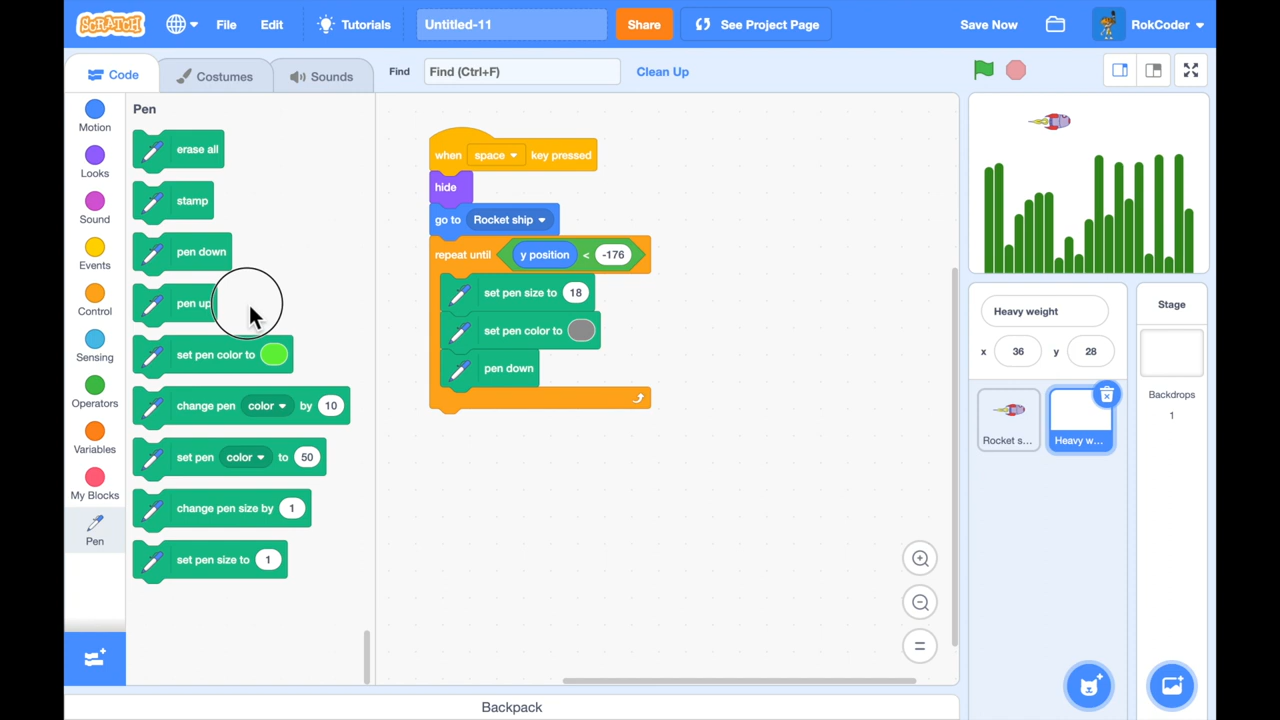 SCRATCH File Edit Tutorials Untitled-11 Share See Project Page Save Now RokCoder
Code Costumes Sounds Find Find (Ctrl+F) Clean Up
Motion
Looks
Sound
Events
Control
Sensing
Operators
Variables
My Blocks
Pen
Pen
erase all
stamp
pen down
pen up
set pen color to
change pen color by 10
set pen color to 50
change pen size by 1
set pen size to 1
when space key pressed
hide
go to Rocket ship
repeat until y position < -176
set pen size to 18
set pen color to
pen down
Heavy weight
x 36 y 28
Rocket s...
Heavy w...
Stage
Backdrops
1
Backpack